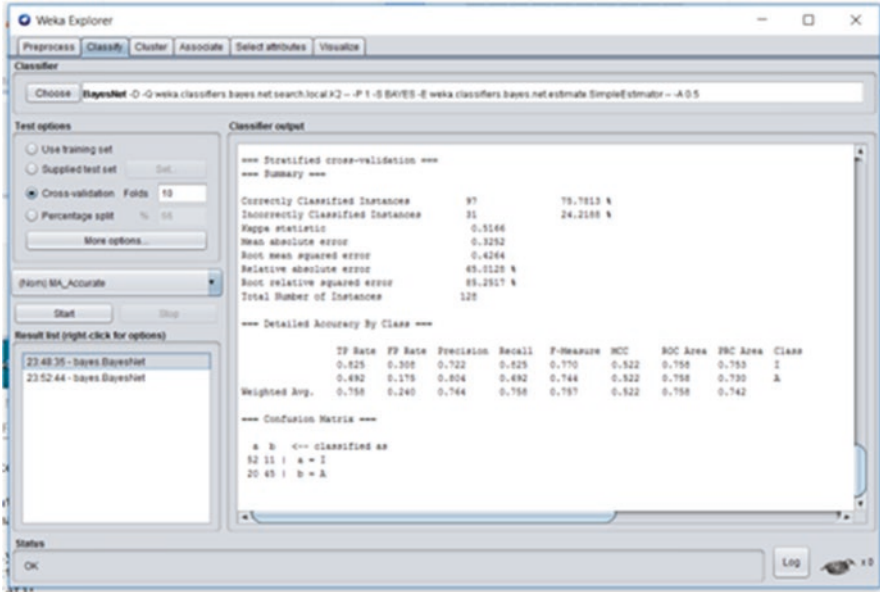 Weka Explorer
Preprocess Classify Cluster Associate Select attributes Visualize
Classifier
Choose BayesNet -D -Q weka.classifiers.bayes.net.search.local.K2 -- -P 1 -S BAYES -E weka.classifiers.bayes.net.estimate.SimpleEstimator -- -A 0.5
Test options
Use training set
Supplied test set Set...
Cross-validation Folds 10
Percentage split %
More options...
(Nom) MA_Accurate
Start Stop
Result list (right-click for options)
23:48:35 - bayes.BayesNet
23:52:44 - bayes.BayesNet
Classifier output
=== Stratified cross-validation ===
=== Summary ===
Correctly Classified Instances 97 75.7813 %
Incorrectly Classified Instances 31 24.2188 %
Kappa statistic 0.5166
Mean absolute error 0.3252
Root mean squared error 0.4264
Relative absolute error 65.0128 %
Root relative squared error 85.2517 %
Total Number of Instances 128
=== Detailed Accuracy By Class ===
TP Rate FP Rate Precision Recall F-Measure MCC ROC Area PRC Area Class
0.825 0.308 0.722 0.825 0.770 0.522 0.758 0.753 I
0.692 0.175 0.804 0.692 0.744 0.522 0.758 0.730 A
Weighted Avg. 0.758 0.240 0.764 0.758 0.757 0.522 0.758 0.742
=== Confusion Matrix ===
a b <-- classified as
52 11 | a = I
20 45 | b = A
Status
OK
Log
x 0